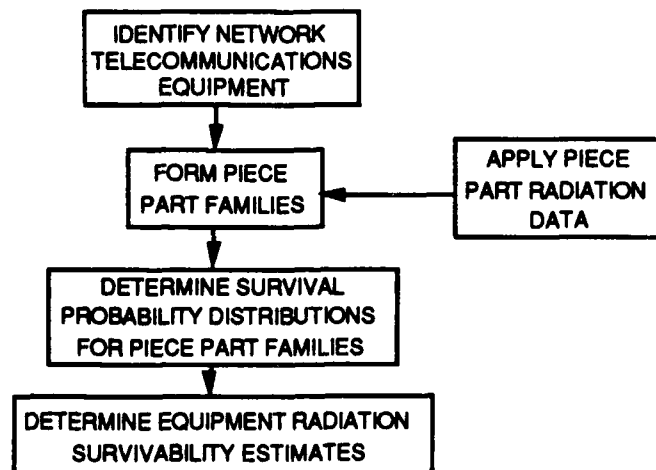 IDENTIFY NETWORK
TELECOMMUNICATIONS
EQUIPMENT
FORM PIECE
PART FAMILIES
APPLY PIECE
PART RADIATION
DATA
DETERMINE SURVIVAL
PROBABILITY DISTRIBUTIONS
FOR PIECE PART FAMILIES
DETERMINE EQUIPMENT RADIATION
SURVIVABILITY ESTIMATES